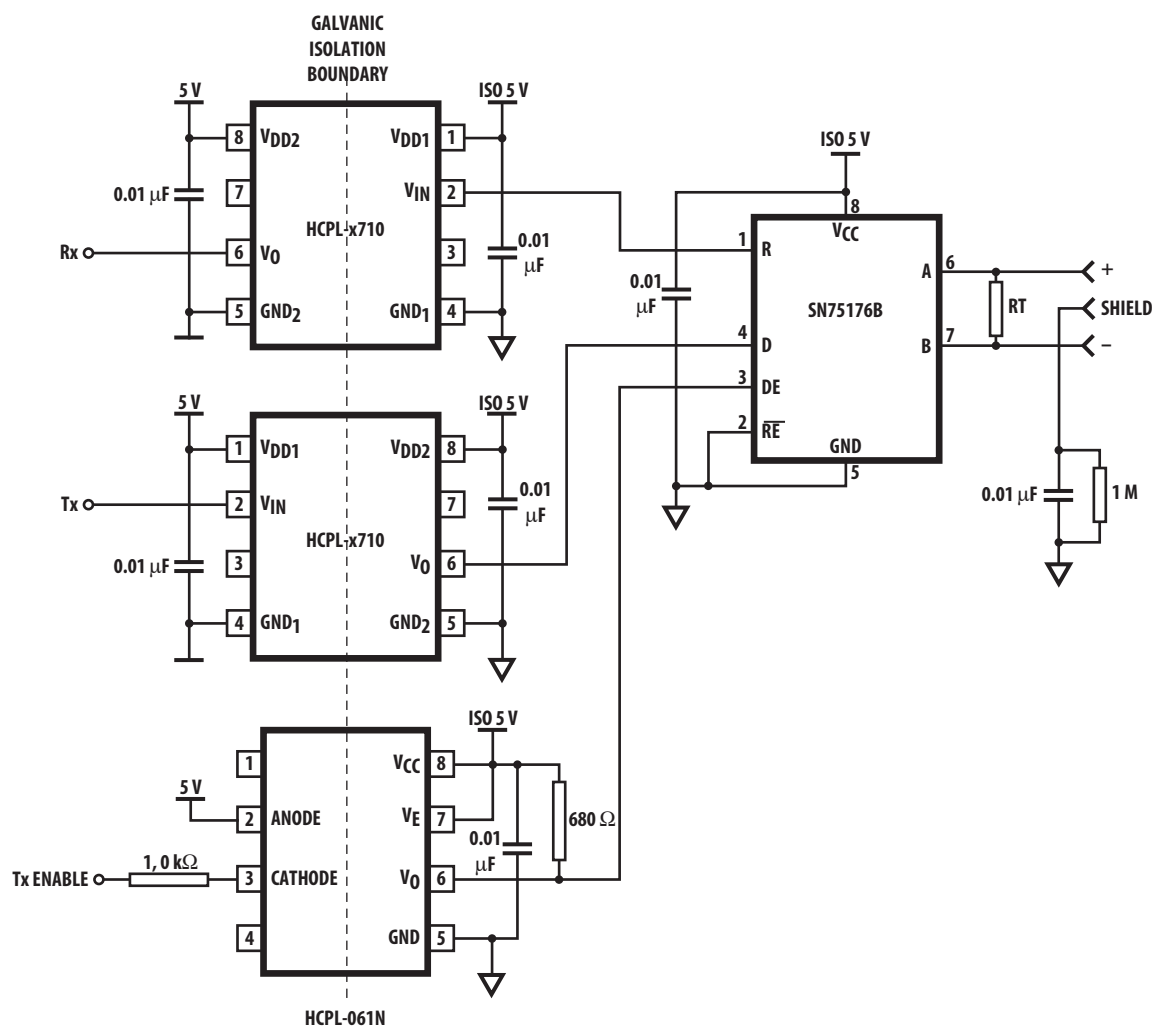 GALVANIC
ISOLATION
BOUNDARY
5 V
ISO 5 V
8 VDD2
VDD1 1
7
VIN 2
0.01 µF
HCPL-x710
Rx
6 VO
3
0.01
µF
5 GND2
GND1 4
5 V
ISO 5 V
1 VDD1
VDD2 8
Tx
2 VIN
7
0.01
µF
HCPL-x710
0.01 µF
3
VO 6
4 GND1
GND2 5
ISO 5 V
1
VCC 8
5 V
2 ANODE
VE 7
0.01
µF
680 Ω
1, 0 kΩ
Tx ENABLE
3 CATHODE
VO 6
4
GND 5
HCPL-061N
ISO 5 V
8
VCC
1 R
0.01
µF
SN75176B
A 6
+
RT
SHIELD
4 D
B 7
–
3 DE
2 RE
GND
5
0.01 µF
1 M